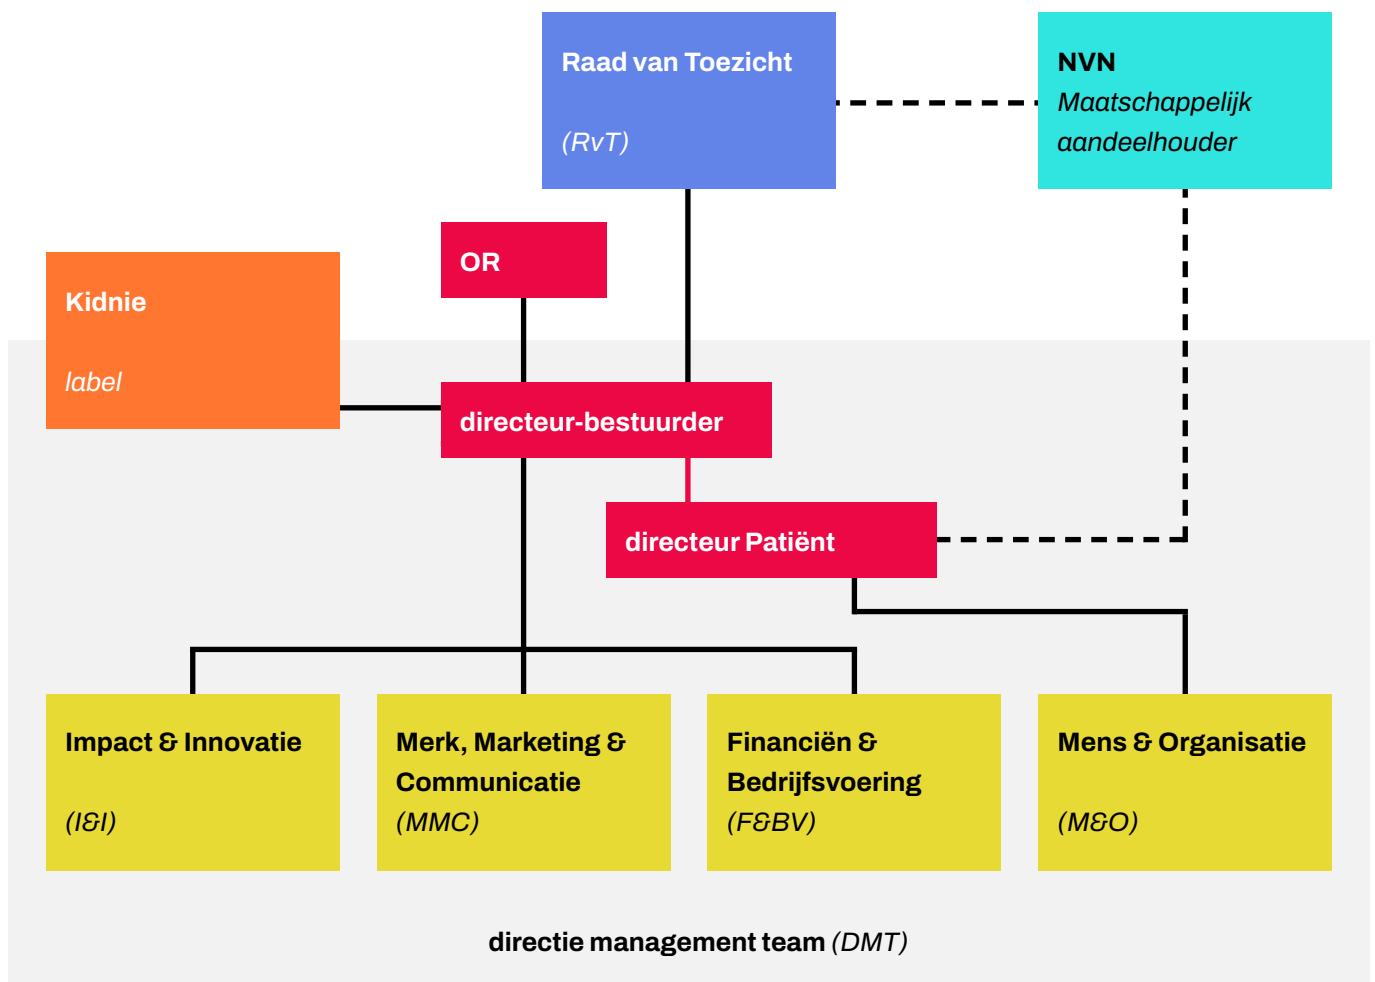 Raad van Toezicht
(RvT)
NVN
Maatschappelijk
aandeelhouder
OR
Kidnie
label
directeur-bestuurder
directeur Patiënt
Impact & Innovatie
(I&I)
Merk, Marketing &
Communicatie
(MMC)
Financiën &
Bedrijfsvoering
(F&BV)
Mens & Organisatie
(M&O)
directie management team (DMT)